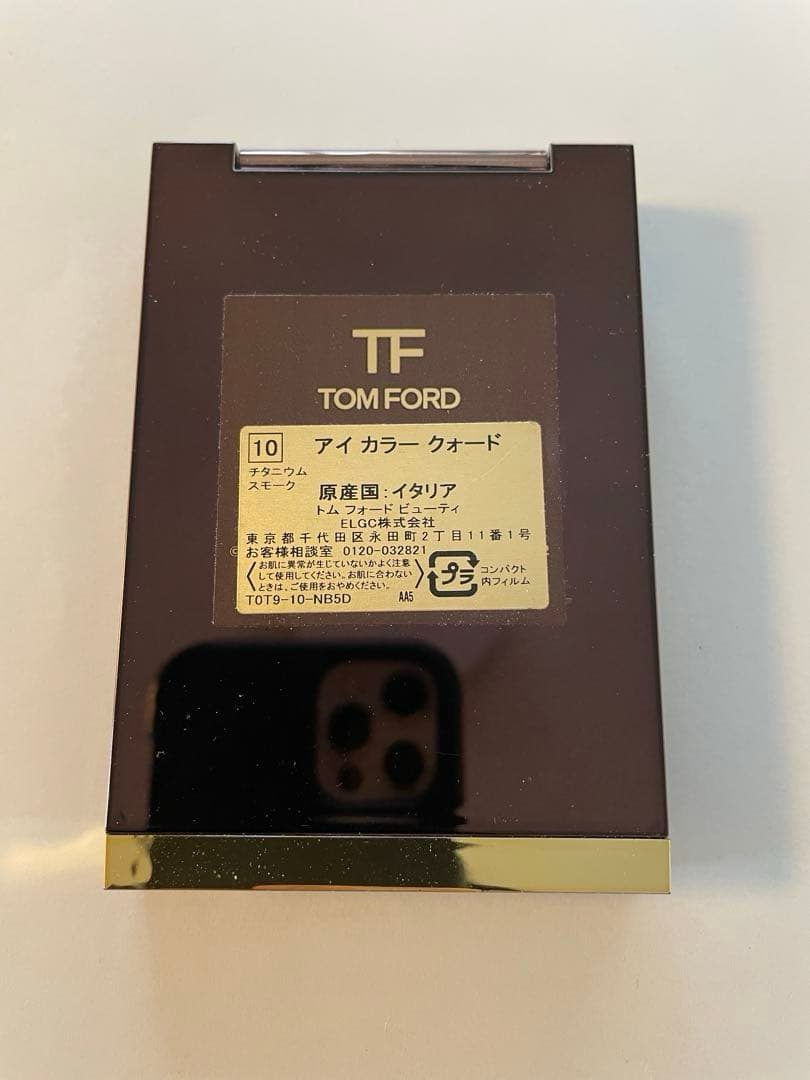 TF
TOM FORD
10 アイ カラー クォード
チタニウム
スモーク
原産国:イタリア
トム フォード ビューティ
ELGC株式会社
東京都千代田区永田町2丁目11番1号
お客様相談室 0120-032821
お肌に異常が生じていないかよく注意
して使用してください。お肌に合わない
ときは、ご使用をおやめください。
プラ
コンパクト
内フィルム
T0T9-10-NB5D AA5